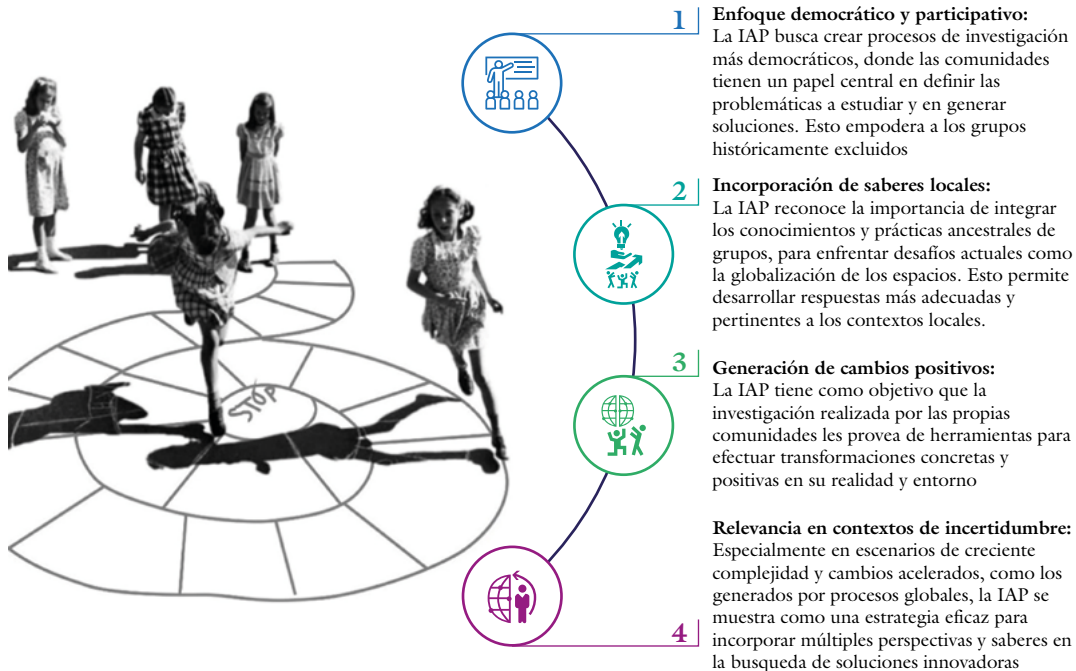 1
Enfoque democrático y participativo:
La IAP busca crear procesos de investigación
más democráticos, donde las comunidades
tienen un papel central en definir las
problemáticas a estudiar y en generar
soluciones. Esto empodera a los grupos
históricamente excluidos
2
Incorporación de saberes locales:
La IAP reconoce la importancia de integrar
los conocimientos y prácticas ancestrales de
grupos, para enfrentar desafíos actuales como
la globalización de los espacios. Esto permite
desarrollar respuestas más adecuadas y
pertinentes a los contextos locales.
3
Generación de cambios positivos:
La IAP tiene como objetivo que la
investigación realizada por las propias
comunidades les provea de herramientas para
efectuar transformaciones concretas y
positivas en su realidad y entorno
4
Relevancia en contextos de incertidumbre:
Especialmente en escenarios de creciente
complejidad y cambios acelerados, como los
generados por procesos globales, la IAP se
muestra como una estrategia eficaz para
incorporar múltiples perspectivas y saberes en
la busqueda de soluciones innovadoras
STOP